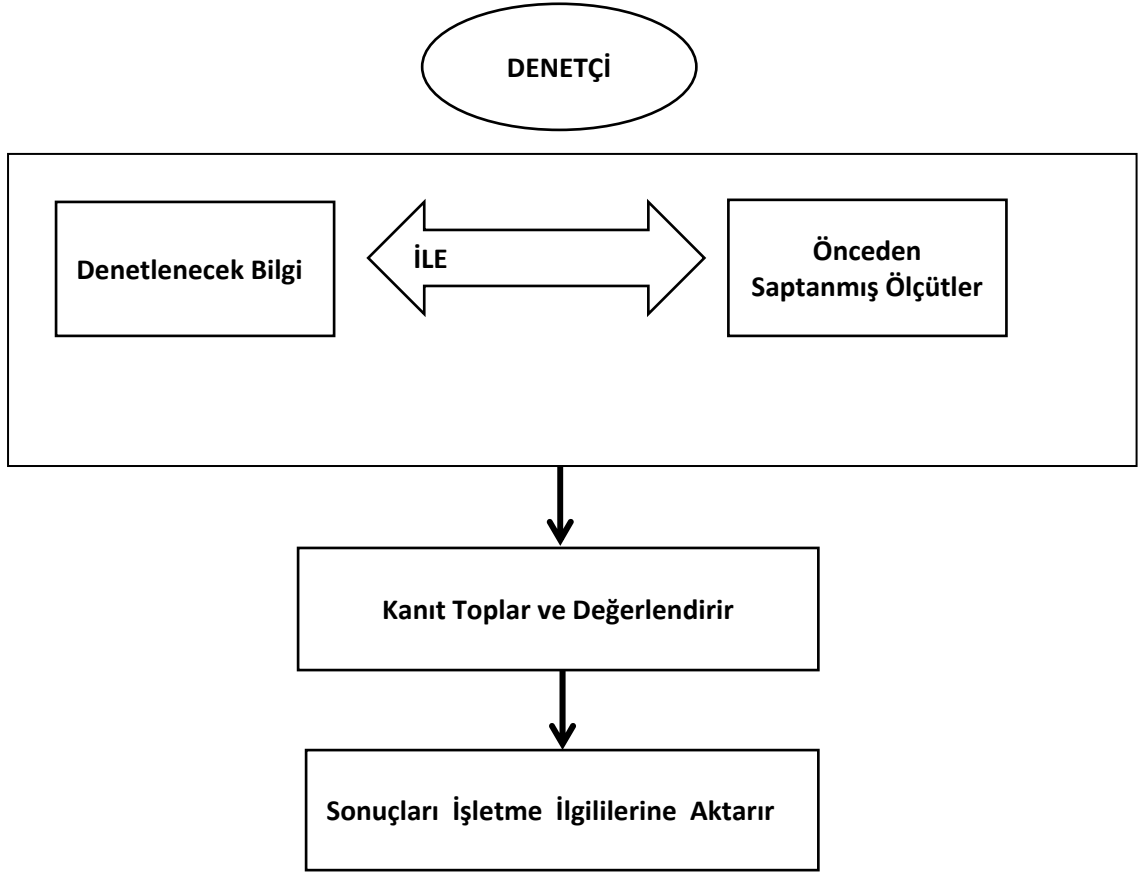 DENETÇİ
Denetlenecek Bilgi
İLE
Önceden
Saptanmış Ölçütler
Kanıt Toplar ve Değerlendirir
Sonuçları İşletme İlgililerine Aktarır